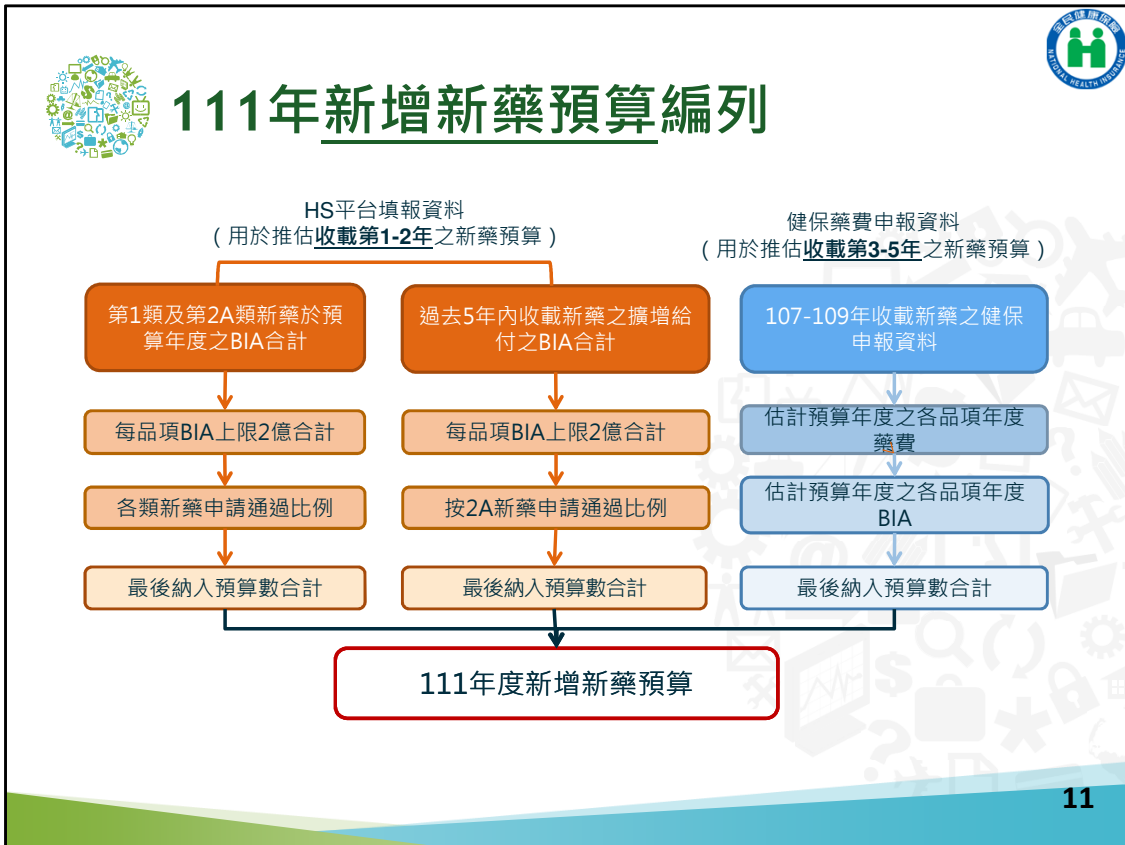 全民健康保險
NATIONAL HEALTH INSURANCE
111年新增新藥預算編列
HS平台填報資料
(用於推估收載第1-2年之新藥預算)
健保藥費申報資料
(用於推估收載第3-5年之新藥預算)
第1類及第2A類新藥於預
算年度之BIA合計
過去5年內收載新藥之擴增給
付之BIA合計
107-109年收載新藥之健保
申報資料
每品項BIA上限2億合計
每品項BIA上限2億合計
估計預算年度之各品項年度
藥費
各類新藥申請通過比例
按2A新藥申請通過比例
估計預算年度之各品項年度
BIA
最後納入預算數合計
最後納入預算數合計
最後納入預算數合計
111年度新增新藥預算
11